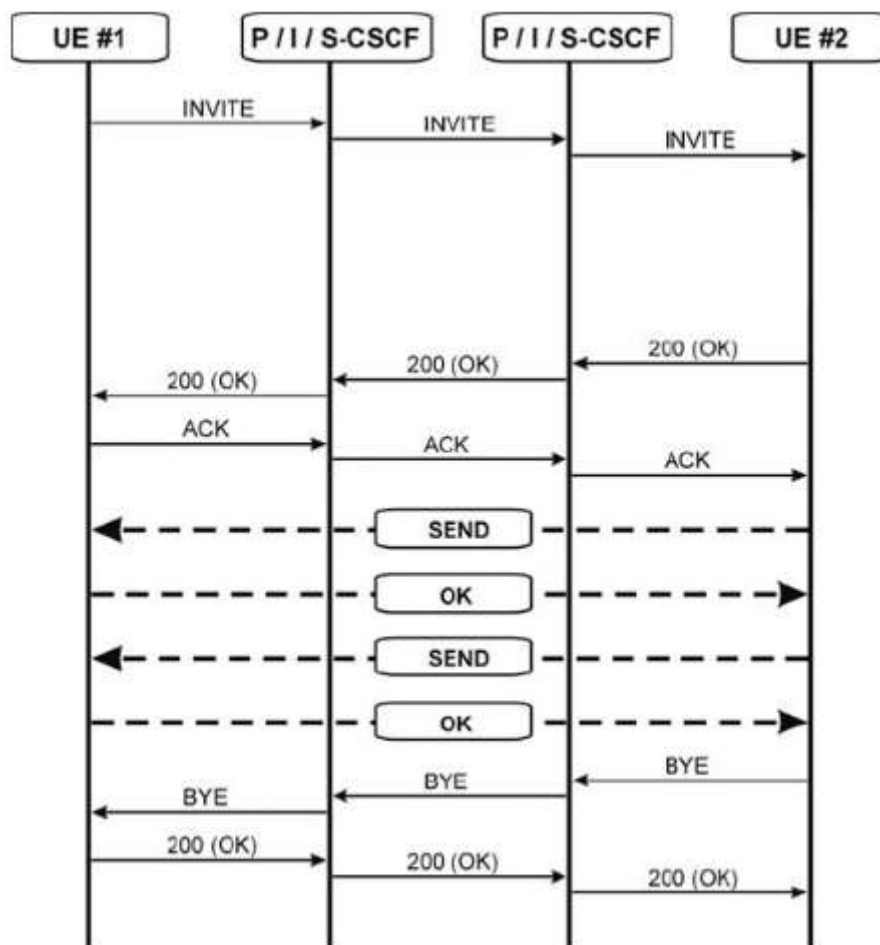 UE #1
P / I / S-CSCF
P / I / S-CSCF
UE #2
INVITE
INVITE
INVITE
200 (OK)
200 (OK)
200 (OK)
ACK
ACK
ACK
SEND
OK
SEND
OK
BYE
BYE
BYE
200 (OK)
200 (OK)
200 (OK)